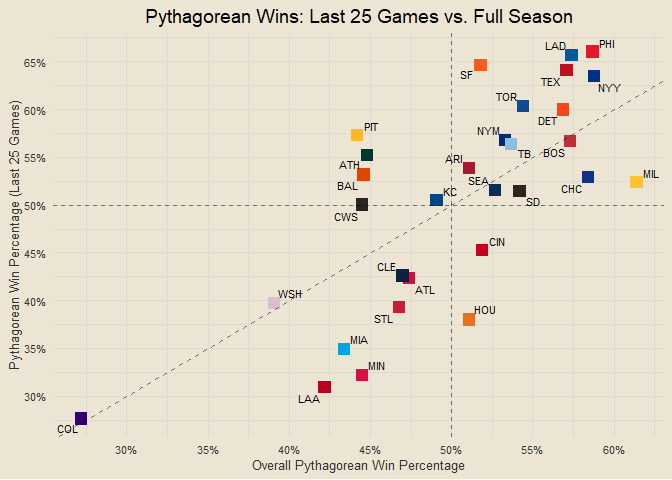 Pythagorean Wins: Last 25 Games vs. Full Season
Pythagorean Win Percentage (Last 25 Games)
65%
60%
55%
50%
45%
40%
35%
30%
LAD
PHI
SF
TEX
NYY
TOR
DET
PIT
NYM
TB
BOS
ATH
ARI
BAL
SEA
CHC
MIL
KC
SD
CWS
CIN
CLE
ATL
WSH
STL
HOU
MIA
MIN
LAA
COL
30%
35%
40%
45%
50%
55%
60%
Overall Pythagorean Win Percentage